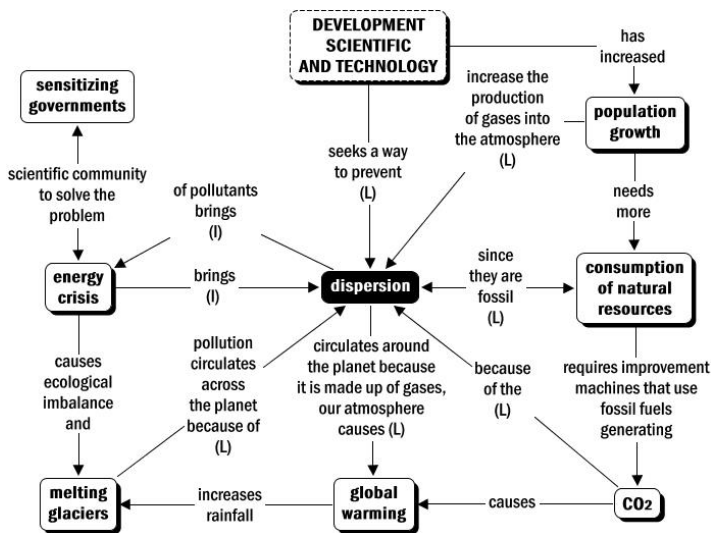 DEVELOPMENT
SCIENTIFIC
AND TECHNOLOGY
has
increased
sensitizing
governments
increase the
production
of gases into
the atmosphere
(L)
population
growth
seeks a way
to prevent
(L)
scientific community
to solve the
problem
of pollutants
brings
(I)
needs
more
energy
crisis
brings
(I)
dispersion
since
they are
fossil
(L)
consumption
of natural
resources
causes
ecological
imbalance
and
pollution
circulates
across
the planet
because of
(L)
circulates around
the planet because
it is made up of gases,
our atmosphere
causes (L)
because
of the
(L)
requires improvement
machines that use
fossil fuels
generating
melting
glaciers
increases
rainfall
global
warming
causes
CO2